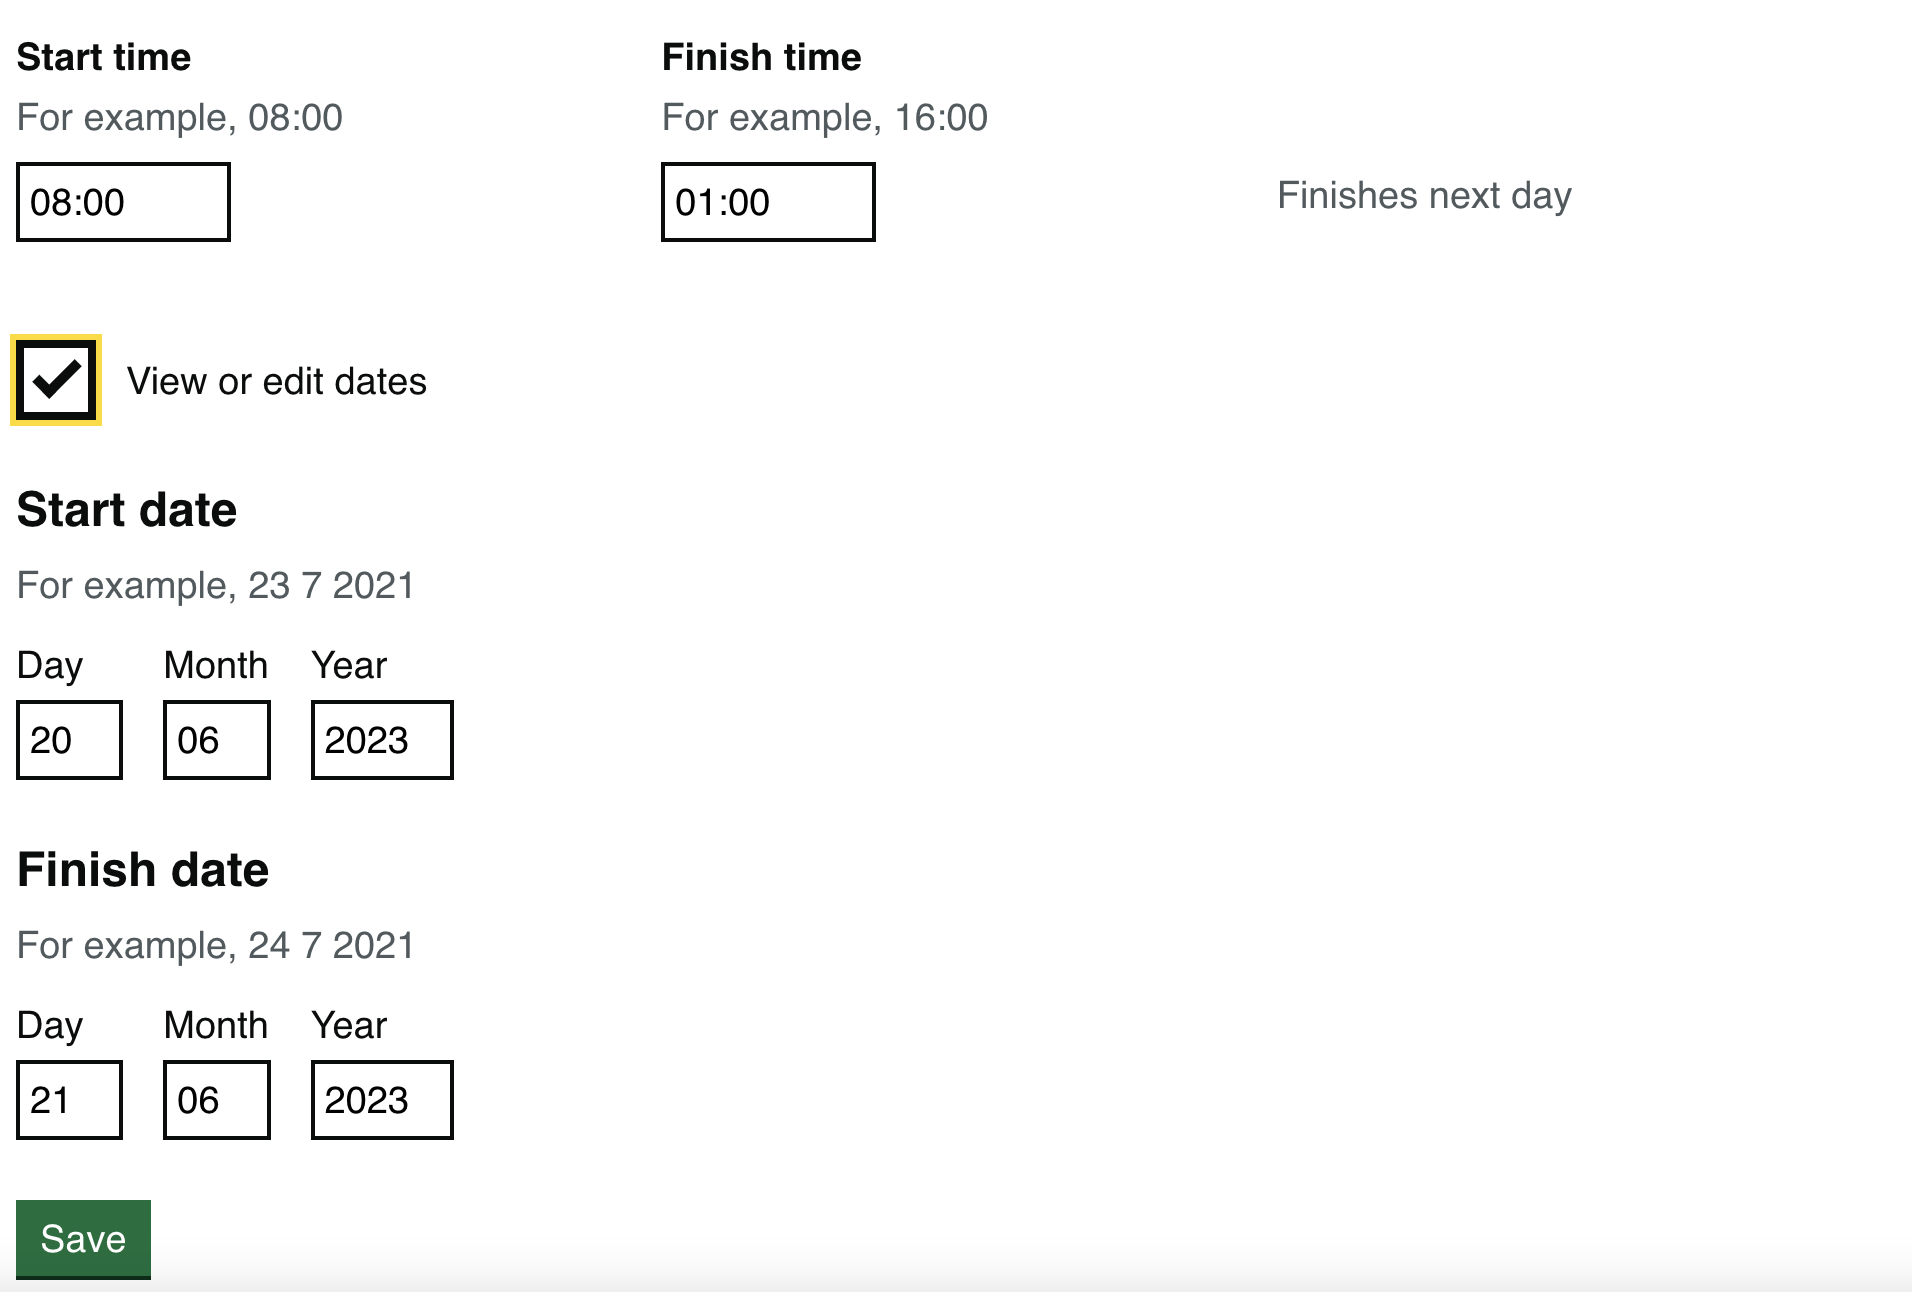 Start time
For example, 08:00
08:00
Finish time
For example, 16:00
01:00
Finishes next day
View or edit dates
Start date
For example, 23 7 2021
Day Month Year
20 06 2023
Finish date
For example, 24 7 2021
Day Month Year
21 06 2023
Save